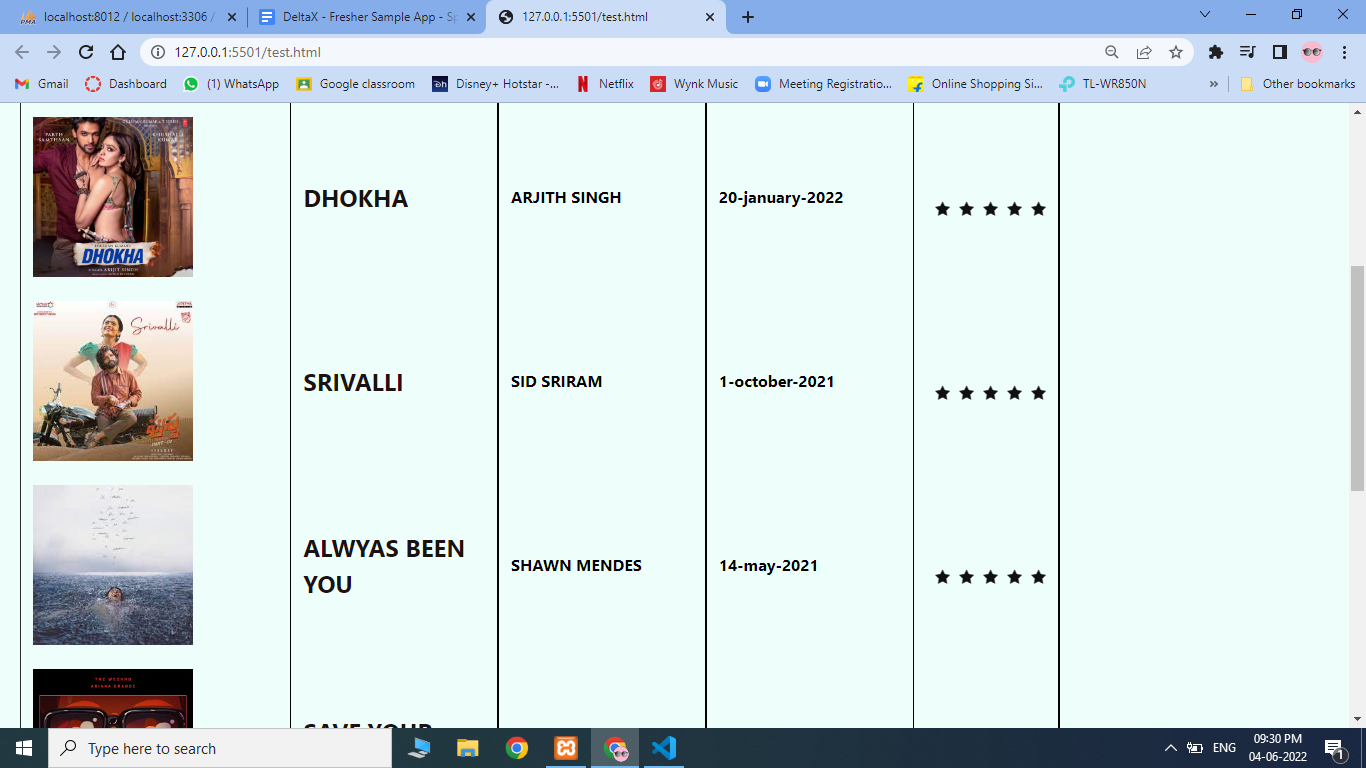 localhost:8012 / localhost:3306 /
DeltaX - Fresher Sample App - Sp
127.0.0.1:5501/test.html
127.0.0.1:5501/test.html
Gmail
Dashboard
(1) WhatsApp
Google classroom
Disney+ Hotstar -...
Netflix
Wynk Music
Meeting Registratio...
Online Shopping Si...
TL-WR850N
»
Other bookmarks
PARTH
SAMTHAAN
KHUSHALII
KUMAR
DHOKHA
ARIJIT SINGH
DHOKHA
ARJITH SINGH
20-january-2022
Srivalli
SRIVALLI
SID SRIRAM
1-october-2021
ALWYAS BEEN
YOU
SHAWN MENDES
14-may-2021
THE WEEKND
ARIANA GRANDE
SAVE YOUR
Type here to search
ENG
09:30 PM
04-06-2022
1